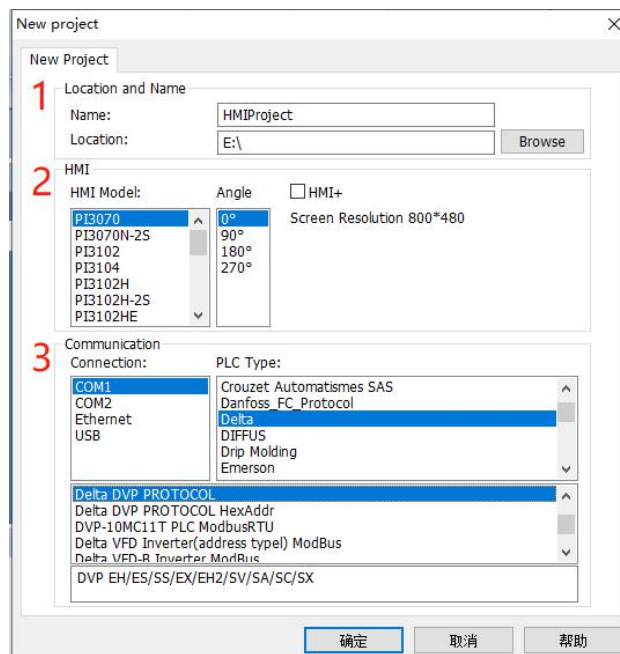 New project
New Project
1
Location and Name
Name:
HMIProject
Location:
E:\
Browse
2
HMI
HMI Model:
Angle
HMI+
PI3070
PI3070N-2S
PI3102
PI3104
PI3102H
PI3102H-2S
PI3102HE
0°
90°
180°
270°
Screen Resolution 800*480
3
Communication
Connection:
PLC Type:
COM1
COM2
Ethernet
USB
Crouzet Automatismes SAS
Danfoss_FC_Protocol
Delta
DIFFUS
Drip Molding
Emerson
Delta DVP PROTOCOL
Delta DVP PROTOCOL HexAddr
DVP-10MC11T PLC ModbusRTU
Delta VFD Inverter(address typeI) ModBus
Delta VFD-B Inverter ModBus
DVP EH/ES/SS/EX/EH2/SV/SA/SC/SX
确定
取消
帮助